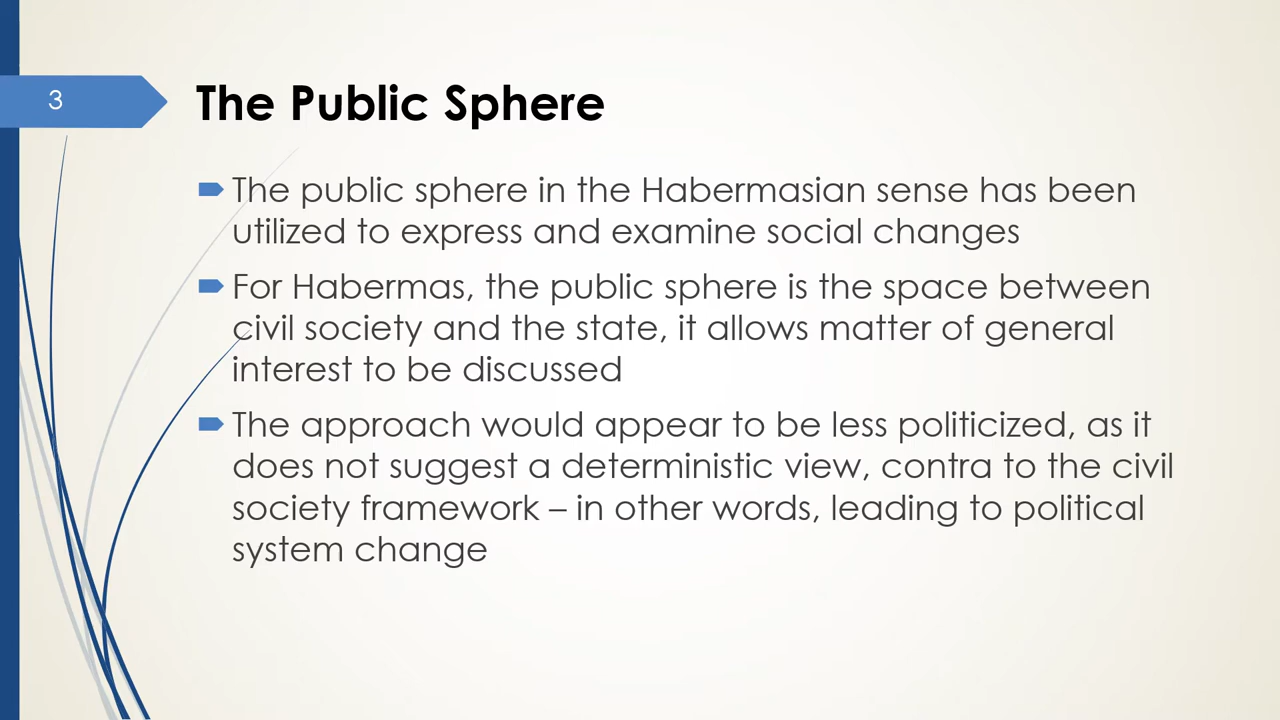 3
The Public Sphere
The public sphere in the Habermasian sense has been
utilized to express and examine social changes
For Habermas, the public sphere is the space between
civil society and the state, it allows matter of general
interest to be discussed
The approach would appear to be less politicized, as it
does not suggest a deterministic view, contra to the civil
society framework – in other words, leading to political
system change